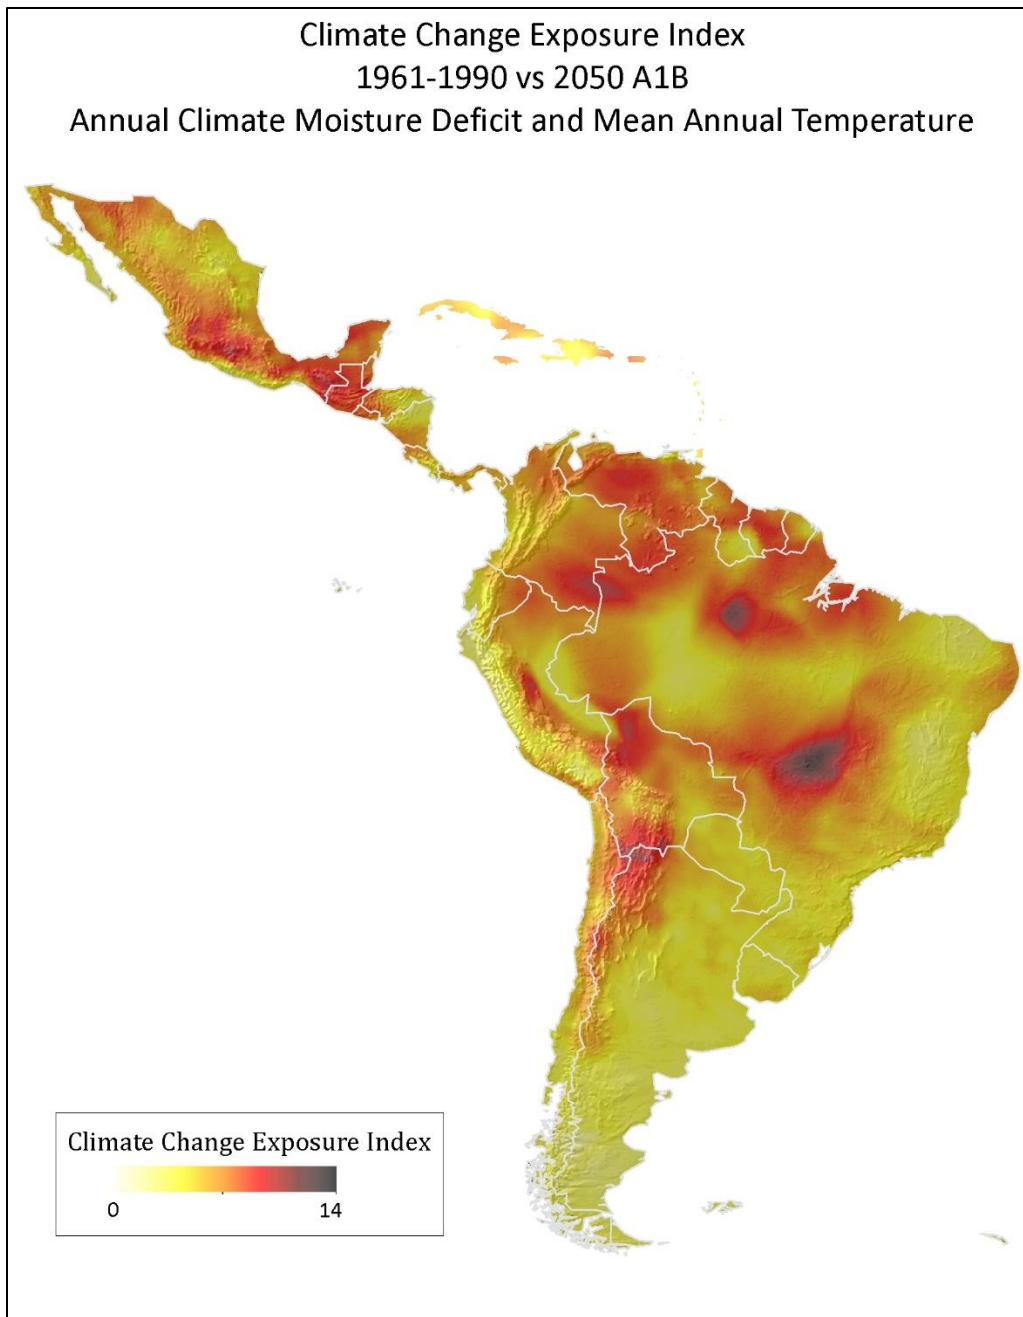 Climate Change Exposure Index
1961-1990 vs 2050 A1B
Annual Climate Moisture Deficit and Mean Annual Temperature
Climate Change Exposure Index
0 14